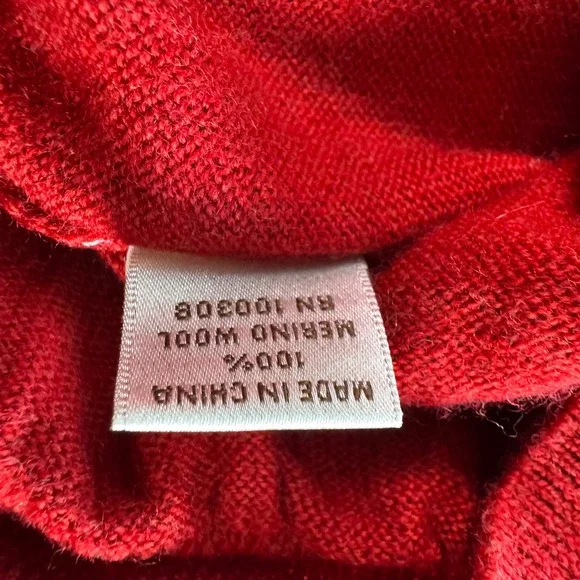 MADE IN CHINA
100%
MERINO WOOL
RN 100308